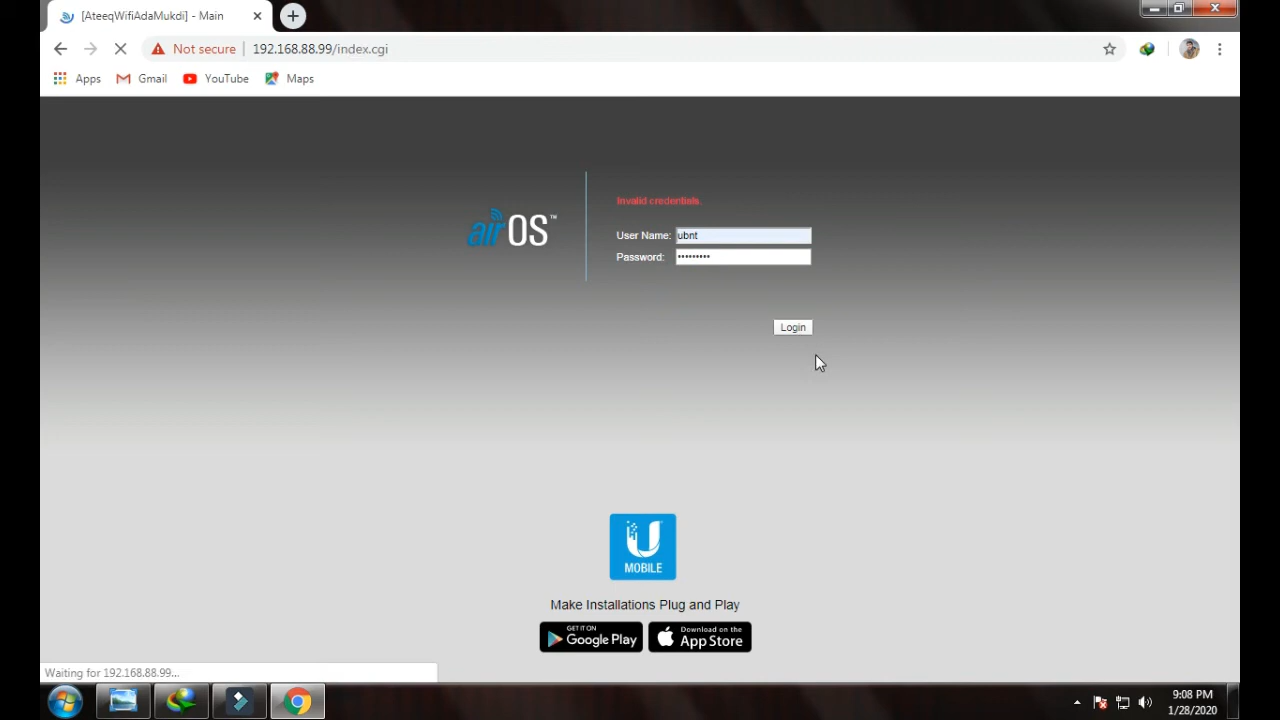 [AteeqWifiAdaMukdi] - Main
Not secure
192.168.88.99/index.cgi
Apps
Gmail
YouTube
Maps
Invalid credentials.
airOS™
User Name: ubnt
Password: •••••••••
Login
U
MOBILE
Make Installations Plug and Play
GET IT ON
Google Play
Download on the
App Store
Waiting for 192.168.88.99...
9:08 PM
1/28/2020